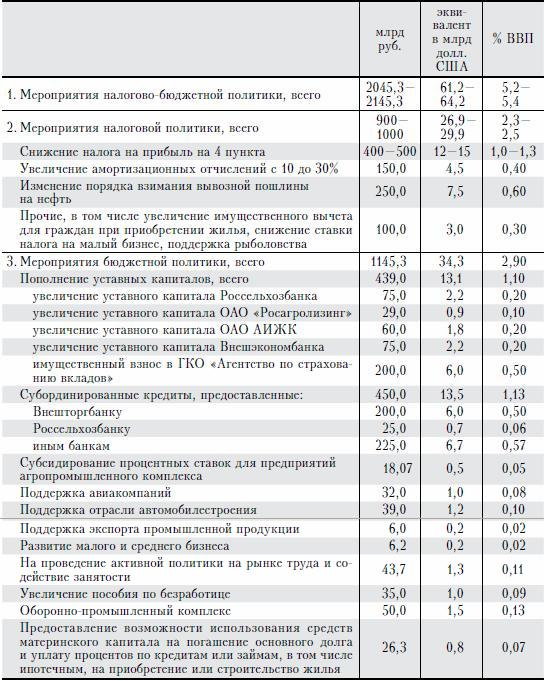 млрд руб. экви-валент в млрд долл. США % ВВП
1. Мероприятия налогово-бюджетной политики, всего 2045,3–2145,3 61,2–64,2 5,2–5,4
2. Мероприятия налоговой политики, всего 900–1000 26,9–29,9 2,3–2,5
Снижение налога на прибыль на 4 пункта 400–500 12–15 1,0–1,3
Увеличение амортизационных отчислений с 10 до 30% 150,0 4,5 0,40
Изменение порядка взимания вывозной пошлины
на нефть 250,0 7,5 0,60
Прочие, в том числе увеличение имущественного вычета
для граждан при приобретении жилья, снижение ставки
налога на малый бизнес, поддержка рыболовства 100,0 3,0 0,30
3. Мероприятия бюджетной политики, всего 1145,3 34,3 2,90
Пополнение уставных капиталов, всего 439,0 13,1 1,10
увеличение уставного капитала Россельхозбанка 75,0 2,2 0,20
увеличение уставного капитала ОАО «Росагролизинг» 29,0 0,9 0,10
увеличение уставного капитала ОАО АИЖК 60,0 1,8 0,20
увеличение уставного капитала Внешэкономбанка 75,0 2,2 0,20
имущественный взнос в ГКО «Агентство по страхова-
нию вкладов» 200,0 6,0 0,50
Субординированные кредиты, предоставленные: 450,0 13,5 1,13
Внешторгбанку 200,0 6,0 0,50
Россельхозбанку 25,0 0,7 0,06
иным банкам 225,0 6,7 0,57
Субсидирование процентных ставок для предприятий
агропромышленного комплекса 18,07 0,5 0,05
Поддержка авиакомпаний 32,0 1,0 0,08
Поддержка отрасли автомобилестроения 39,0 1,2 0,10
Поддержка экспорта промышленной продукции 6,0 0,2 0,02
Развитие малого и среднего бизнеса 6,2 0,2 0,02
На проведение активной политики на рынке труда и со-
действие занятости 43,7 1,3 0,11
Увеличение пособия по безработице 35,0 1,0 0,09
Оборонно-промышленный комплекс 50,0 1,5 0,13
Предоставление возможности использования средств
материнского капитала на погашение основного долга
и уплату процентов по кредитам или займам, в том числе
ипотечным, на приобретение или строительство жилья 26,3 0,8 0,07